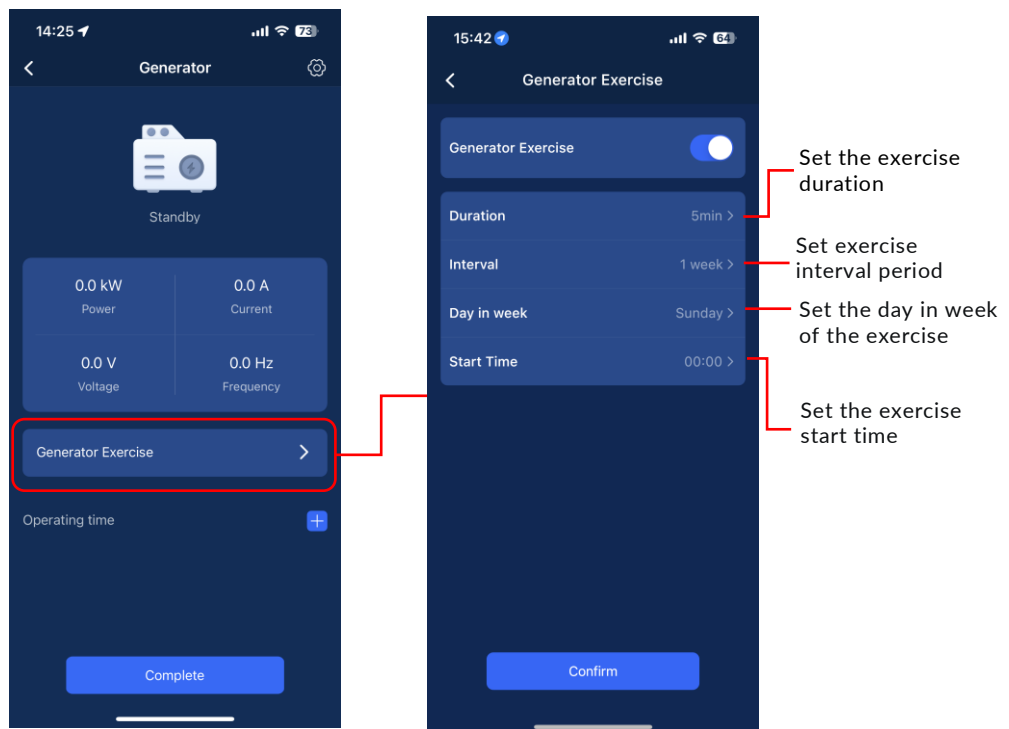 14:25
73
Generator
Standby
0.0 kW
Power
0.0 A
Current
0.0 V
Voltage
0.0 Hz
Frequency
Generator Exercise
Operating time
Complete
15:42
64
Generator Exercise
Generator Exercise
Duration 5min
Interval 1 week
Day in week Sunday
Start Time 00:00
Confirm
Set the exercise
duration
Set exercise
interval period
Set the day in week
of the exercise
Set the exercise
start time